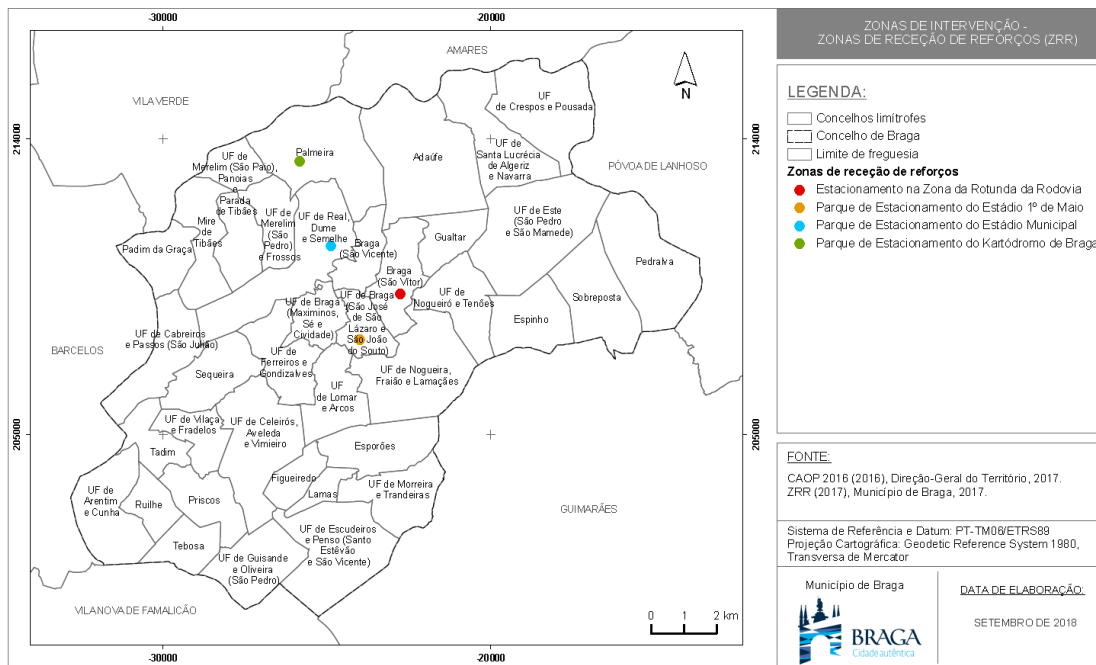 -30000
-20000
ZONAS DE INTERVENÇÃO -
ZONAS DE RECEÇÃO DE REFORÇOS (ZRR)
AMARES
VILA VERDE
PÓVOA DE LANHOSO
BARCELOS
GUIMARÃES
VILA NOVA DE FAMALICÃO
N
214000
214000
205000
205000
UF
de Crespos e Pousada
Palmeira
Adaúfe
UF de
Santa Lucrécia
de Algeriz
e Navarra
UF de
Merelim (São Paio),
Panoias
e
Parada
de Tibães
Mire
de
Tibães
UF de
Merelim
(São
Pedro)
e Frossos
UF de Real,
Dume
e Semelhe
Braga
(São Vicente)
Gualtar
UF de Este
(São Pedro
e São Mamede)
Padim da Graça
Pedralva
Braga
(São Vítor)
UF de
Nogueiró e Tenões
Sobreposta
Espinho
UF de Braga
(Maximinos,
Sé e
Cividade)
UF de Braga
(São José
de São
Lázaro e
São João
do Souto)
UF de Cabreiros
e Passos (São Julião)
UF de
Ferreiros e
Gondizalves
UF de Nogueira,
Fraião e Lamaçães
Sequeira
UF
de Lomar
e Arcos
UF de Vilaça
e Fradelos
UF de Celeirós,
Aveleda
e Vimieiro
Esporões
Tadim
Figueiredo
Lamas
UF de Morreira
e Trandeiras
UF de
Arentim
e Cunha
Ruilhe
Priscos
Tebosa
UF de Escudeiros
e Penso (Santo
Estêvão
e São Vicente)
UF de Guisande
e Oliveira
(São Pedro)
0 1 2 km
-30000
-20000
LEGENDA:
Concelhos limítrofes
Concelho de Braga
Limite de freguesia
Zonas de receção de reforços
Estacionamento na Zona da Rotunda da Rodovia
Parque de Estacionamento do Estádio 1º de Maio
Parque de Estacionamento do Estádio Municipal
Parque de Estacionamento do Kartódromo de Braga
FONTE:
CAOP 2016 (2016), Direção-Geral do Território, 2017.
ZRR (2017), Município de Braga, 2017.
Sistema de Referência e Datum: PT-TM06/ETRS89
Projeção Cartográfica: Geodetic Reference System 1980,
Transversa de Mercator
Município de Braga
BRAGA
Cidade autêntica
DATA DE ELABORAÇÃO:
SETEMBRO DE 2018